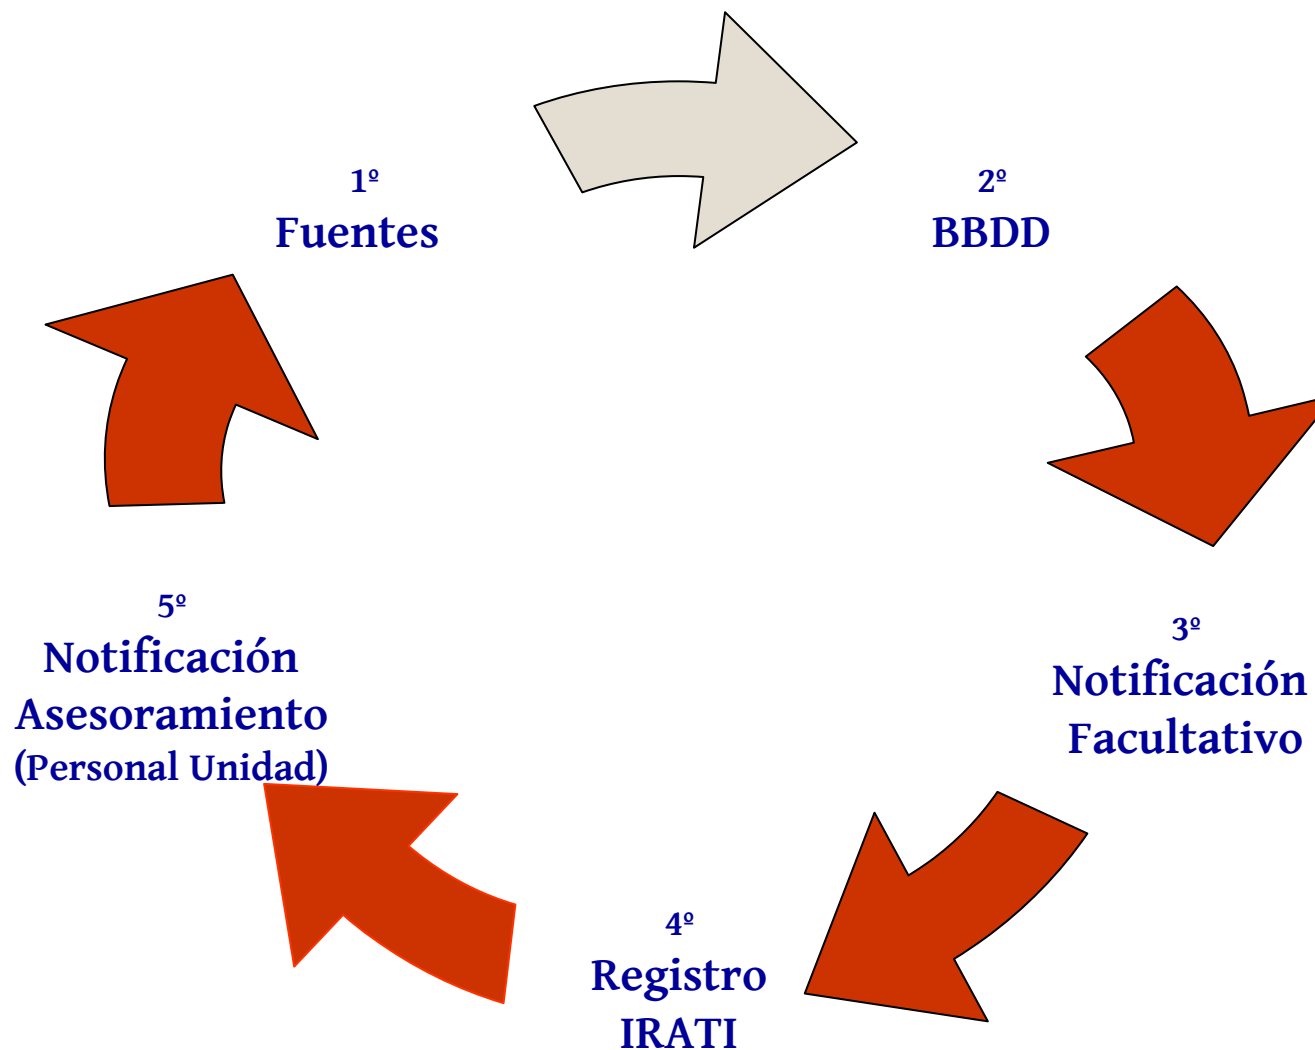 1º
Fuentes
2º
BBDD
3º
Notificación
Facultativo
4º
Registro
IRATI
5º
Notificación
Asesoramiento
(Personal Unidad)